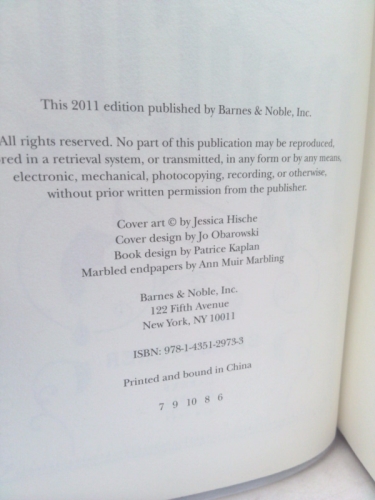 This 2011 edition published by Barnes & Noble, Inc.
All rights reserved. No part of this publication may be reproduced,
red in a retrieval system, or transmitted, in any form or by any means,
electronic, mechanical, photocopying, recording, or otherwise,
without prior written permission from the publisher.
Cover art © by Jessica Hische
Cover design by Jo Obarowski
Book design by Patrice Kaplan
Marbled endpapers by Ann Muir Marbling
Barnes & Noble, Inc.
122 Fifth Avenue
New York, NY 10011
ISBN: 978-1-4351-2973-3
Printed and bound in China
7 9 10 8 6